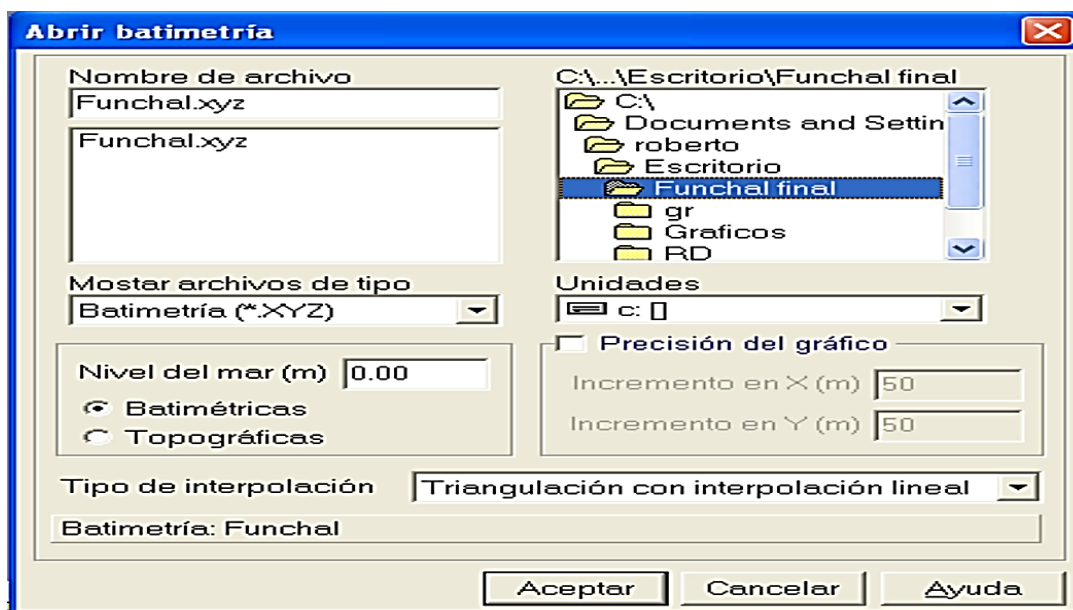 Abrir batimetría
Nombre de archivo
Funchal.xyz
Funchal.xyz
C:\...\Escritorio\Funchal final
C:\
Documents and Settin
roberto
Escritorio
Funchal final
gr
Graficos
RD
Mostar archivos de tipo
Batimetría (*.XYZ)
Unidades
c: []
Nivel del mar (m) 0.00
Batimétricas
Topográficas
Precisión del gráfico
Incremento en X (m) 50
Incremento en Y (m) 50
Tipo de interpolación Triangulación con interpolación lineal
Batimetría: Funchal
Aceptar Cancelar Ayuda